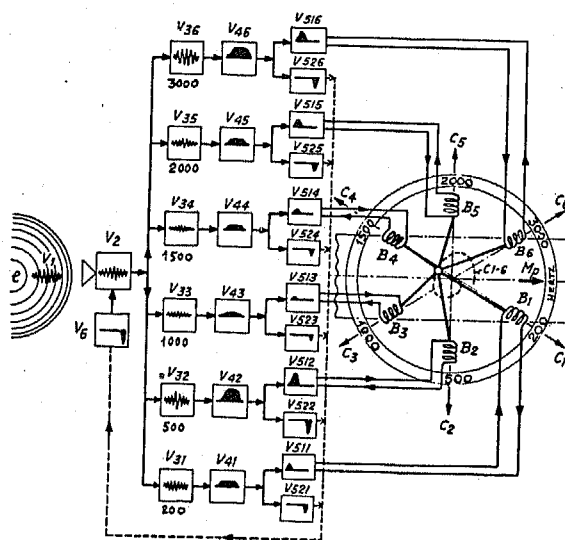 V36 V46 V516
V526
3000
V35 V45 V515
V525
2000
V34 V44 V514
V524
1500
V33 V43 V513
V523
1000
V32 V42 V512
V522
500
V31 V41 V511
V521
200
e V1 V2
V6
C5
2000
C4
1500
B5
B4
B6
C1-6
Mp
HERTZ
B3
B1
1000
C3
B2
500
200
C2